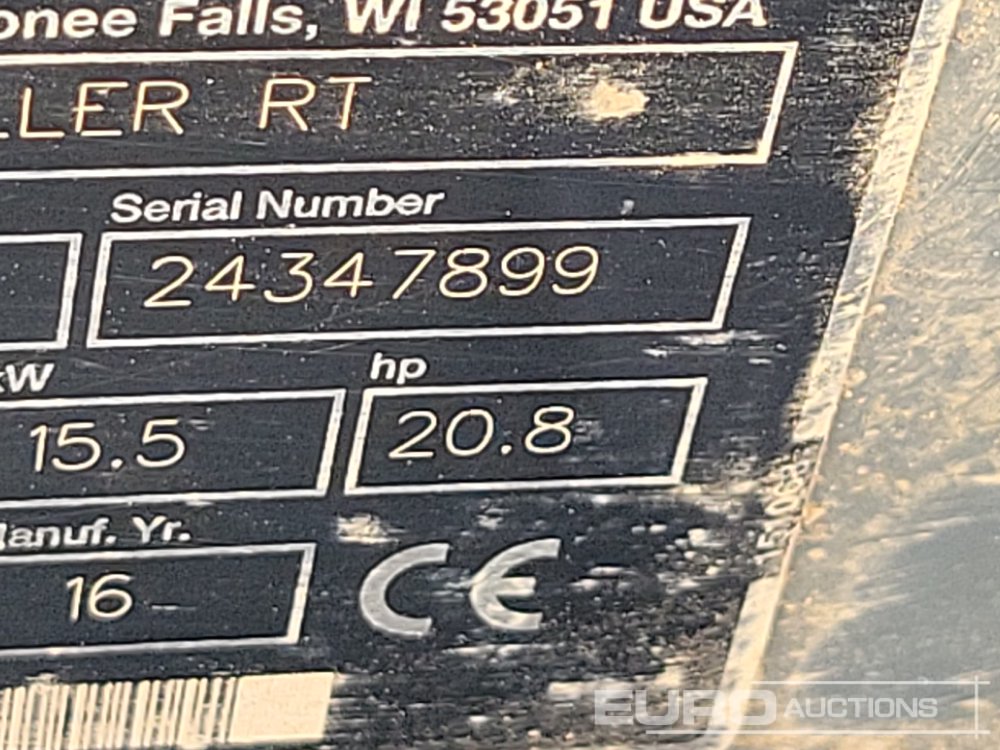 onee Falls, WI 53051 USA
LLER RT
Serial Number
24347899
kW hp
15.5 20.8
Manuf. Yr.
16 CE
EURO AUCTIONS